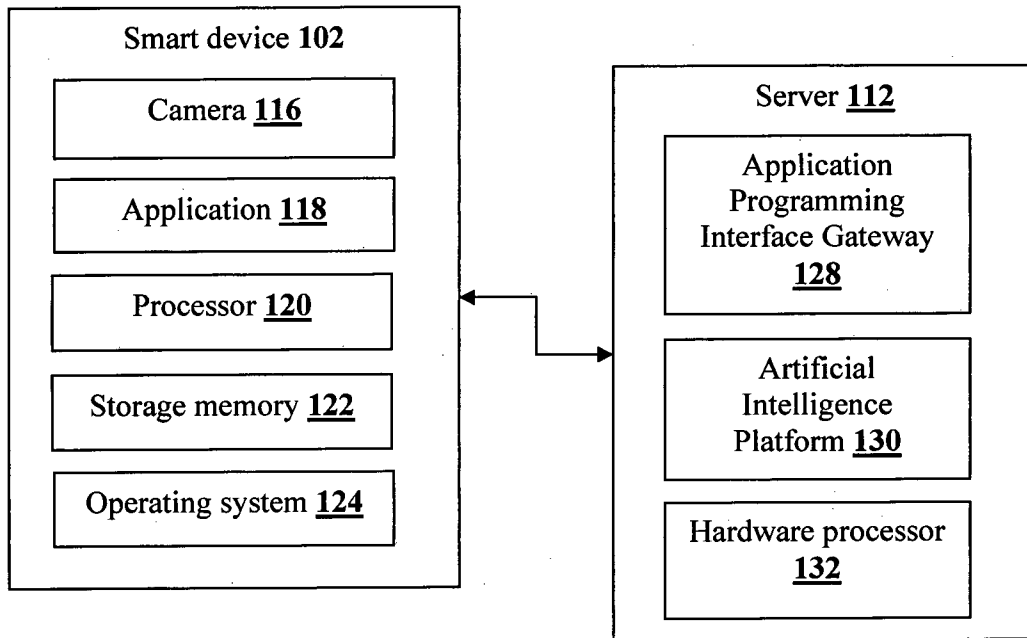 Smart device 102
Camera 116
Application 118
Processor 120
Storage memory 122
Operating system 124
Server 112
Application
Programming
Interface Gateway
128
Artificial
Intelligence
Platform 130
Hardware processor
132